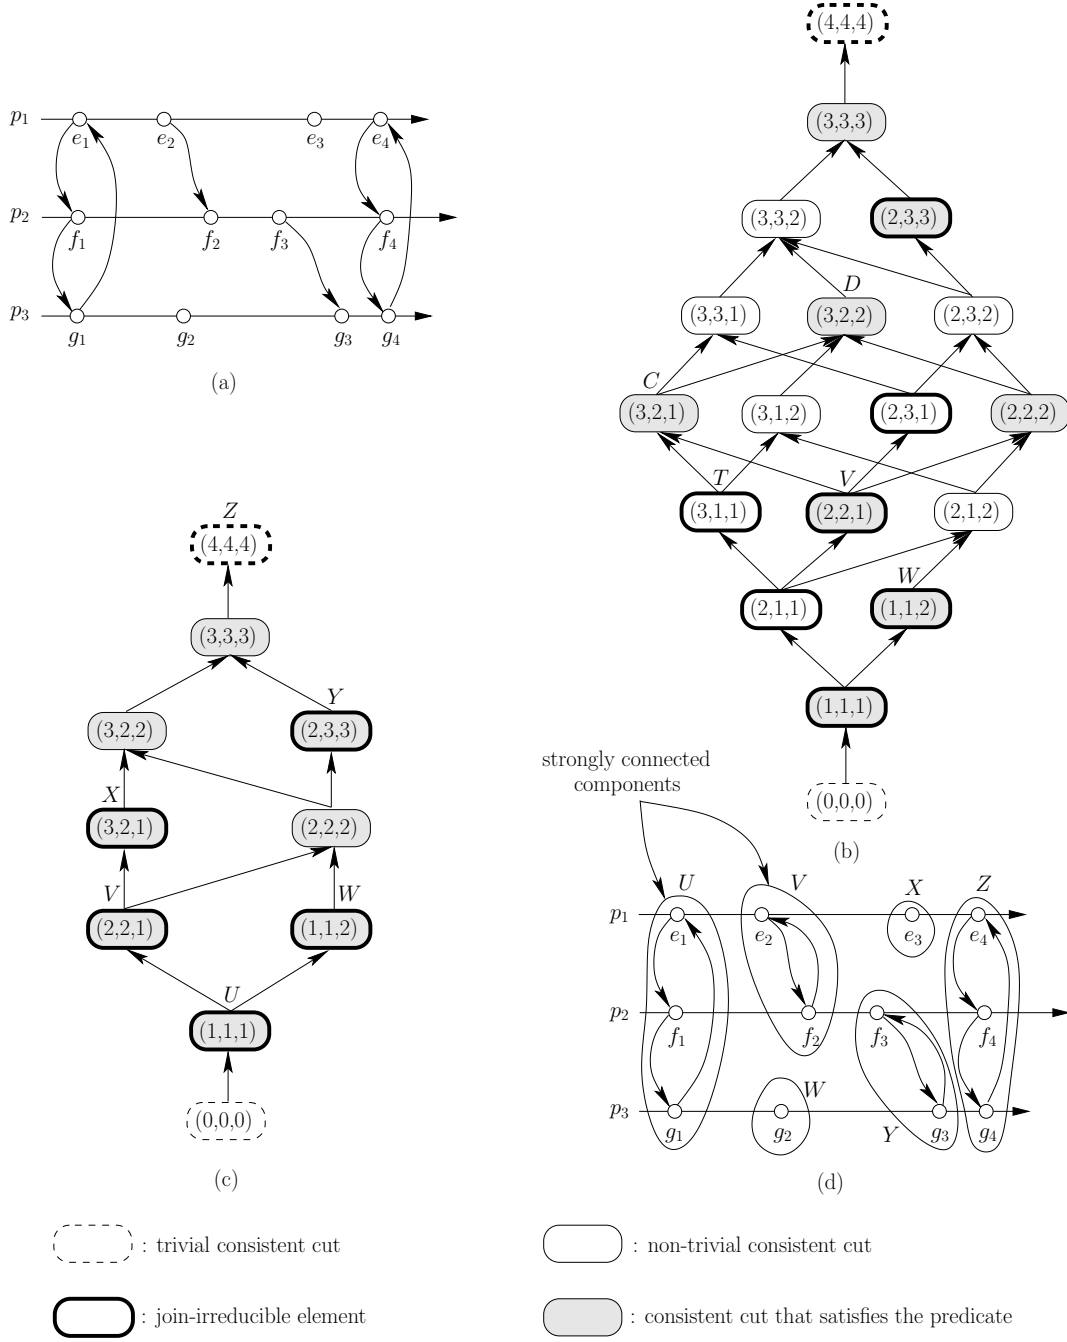 p1
e1
e2
e3
e4
p2
f1
f2
f3
f4
p3
g1
g2
g3
g4
(a)
(4,4,4)
(3,3,3)
(3,3,2)
(2,3,3)
D
(3,3,1)
(3,2,2)
(2,3,2)
C
(3,2,1)
(3,1,2)
(2,3,1)
(2,2,2)
T
V
(3,1,1)
(2,2,1)
(2,1,2)
W
(2,1,1)
(1,1,2)
(1,1,1)
(0,0,0)
(b)
Z
(4,4,4)
(3,3,3)
Y
(3,2,2)
(2,3,3)
X
(3,2,1)
(2,2,2)
V
W
(2,2,1)
(1,1,2)
U
(1,1,1)
(0,0,0)
(c)
strongly connected
components
U
V
X
Z
p1
e1
e2
e3
e4
p2
f1
f2
f3
f4
W
p3
g1
g2
Y
g3
g4
(d)
: trivial consistent cut
: non-trivial consistent cut
: join-irreducible element
: consistent cut that satisfies the predicate